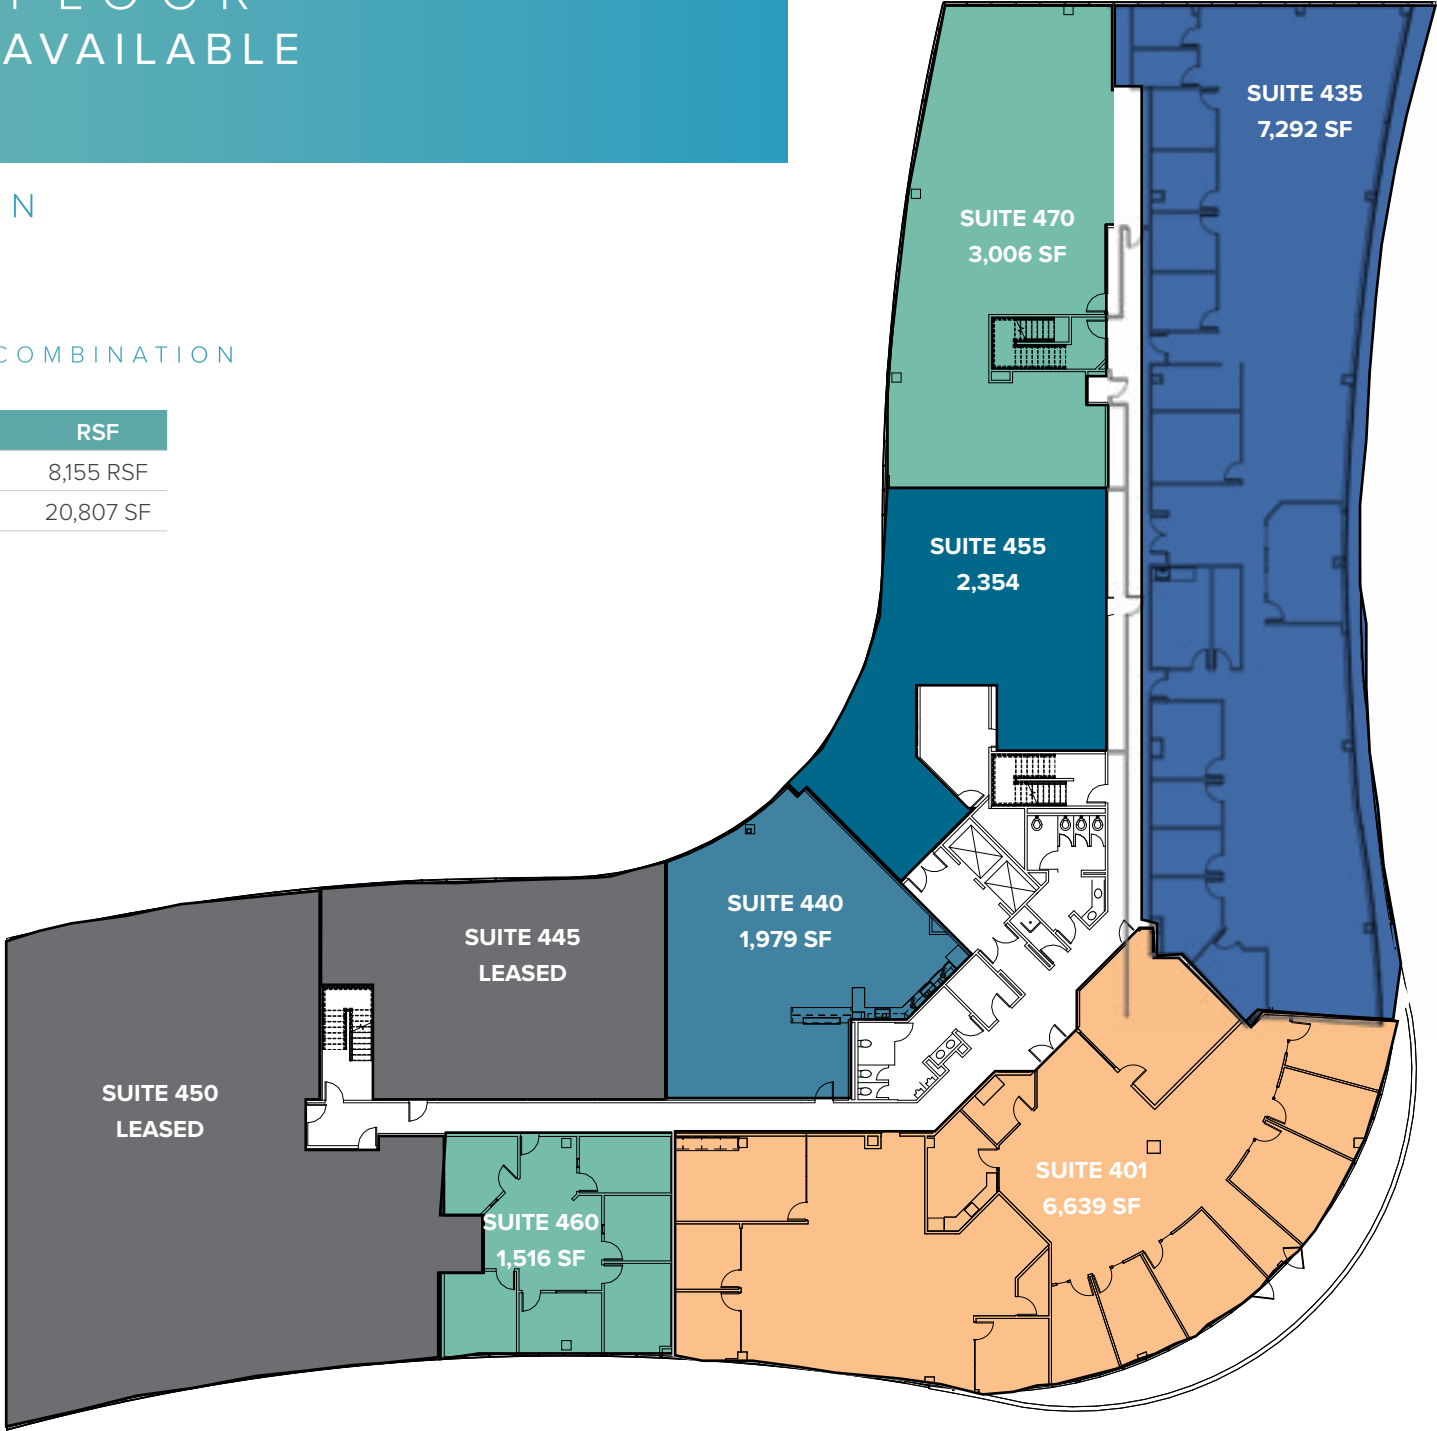 FLOOR
AVAILABLE
N
COMBINATION
RSF
8,155 RSF
20,807 SF
SUITE 435
7,292 SF
SUITE 470
3,006 SF
SUITE 455
2,354
SUITE 440
1,979 SF
SUITE 445
LEASED
SUITE 450
LEASED
SUITE 401
6,639 SF
SUITE 460
1,516 SF